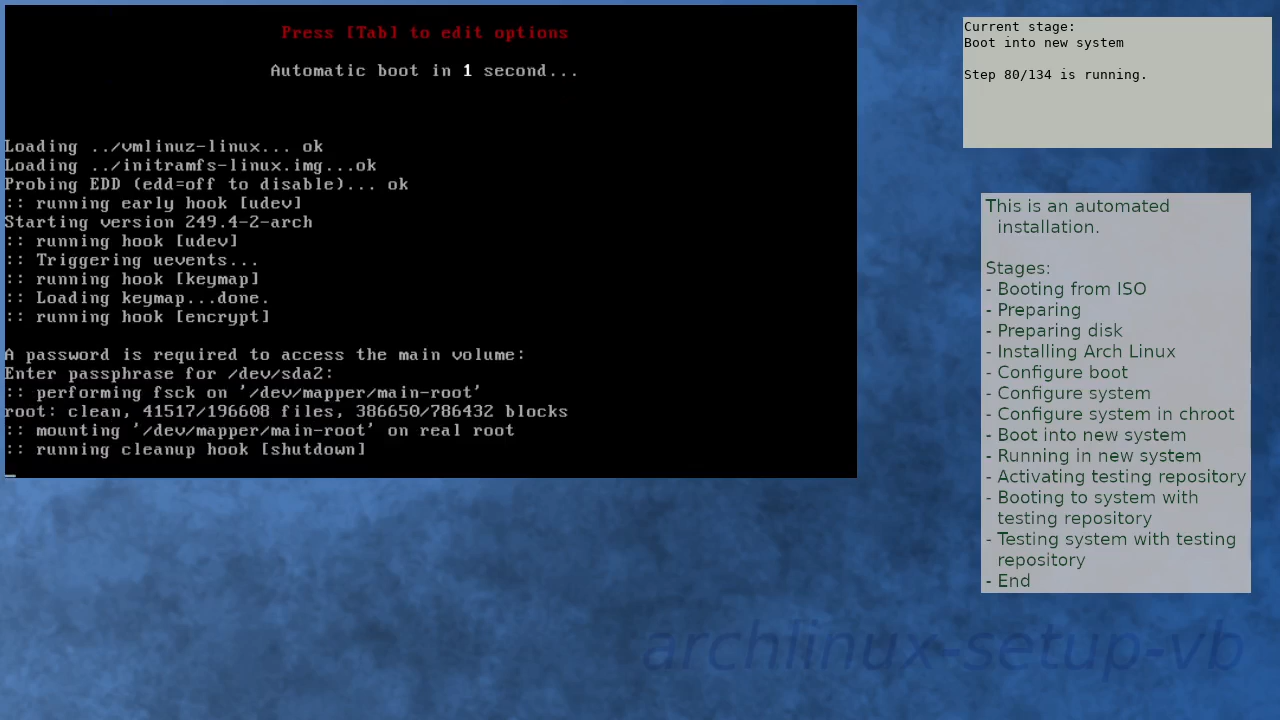 Press [Tab] to edit options
Automatic boot in 1 second...
Loading ../vmlinuz-linux... ok
Loading ../initramfs-linux.img...ok
Probing EDD (edd=off to disable)... ok
:: running early hook [udev]
Starting version 249.4-2-arch
:: running hook [udev]
:: Triggering uevents...
:: running hook [keymap]
:: Loading keymap...done.
:: running hook [encrypt]
A password is required to access the main volume:
Enter passphrase for /dev/sda2:
:: performing fsck on '/dev/mapper/main-root'
root: clean, 41517/196608 files, 386650/786432 blocks
:: mounting '/dev/mapper/main-root' on real root
:: running cleanup hook [shutdown]
_
Current stage:
Boot into new system
Step 80/134 is running.
This is an automated
installation.
Stages:
- Booting from ISO
- Preparing
- Preparing disk
- Installing Arch Linux
- Configure boot
- Configure system
- Configure system in chroot
- Boot into new system
- Running in new system
- Activating testing repository
- Booting to system with
testing repository
- Testing system with testing
repository
- End
archlinux-setup-vb